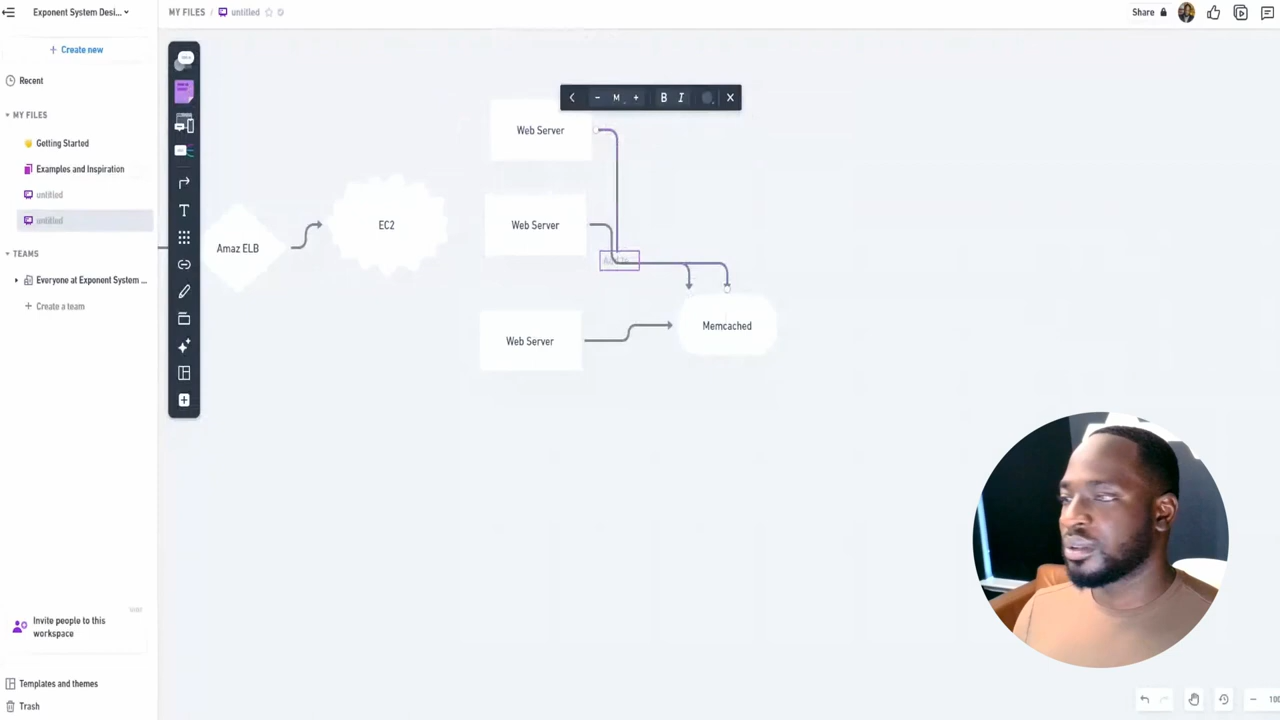 Exponent System Desi...
MY FILES / untitled
Share
+ Create new
Recent
MY FILES
Getting Started
Examples and Inspiration
untitled
untitled
TEAMS
Everyone at Exponent System ...
+ Create a team
Invite people to this
workspace
Templates and themes
Trash
− M + B I X
Web Server
Web Server
EC2
Amaz ELB
Memcached
Web Server
100